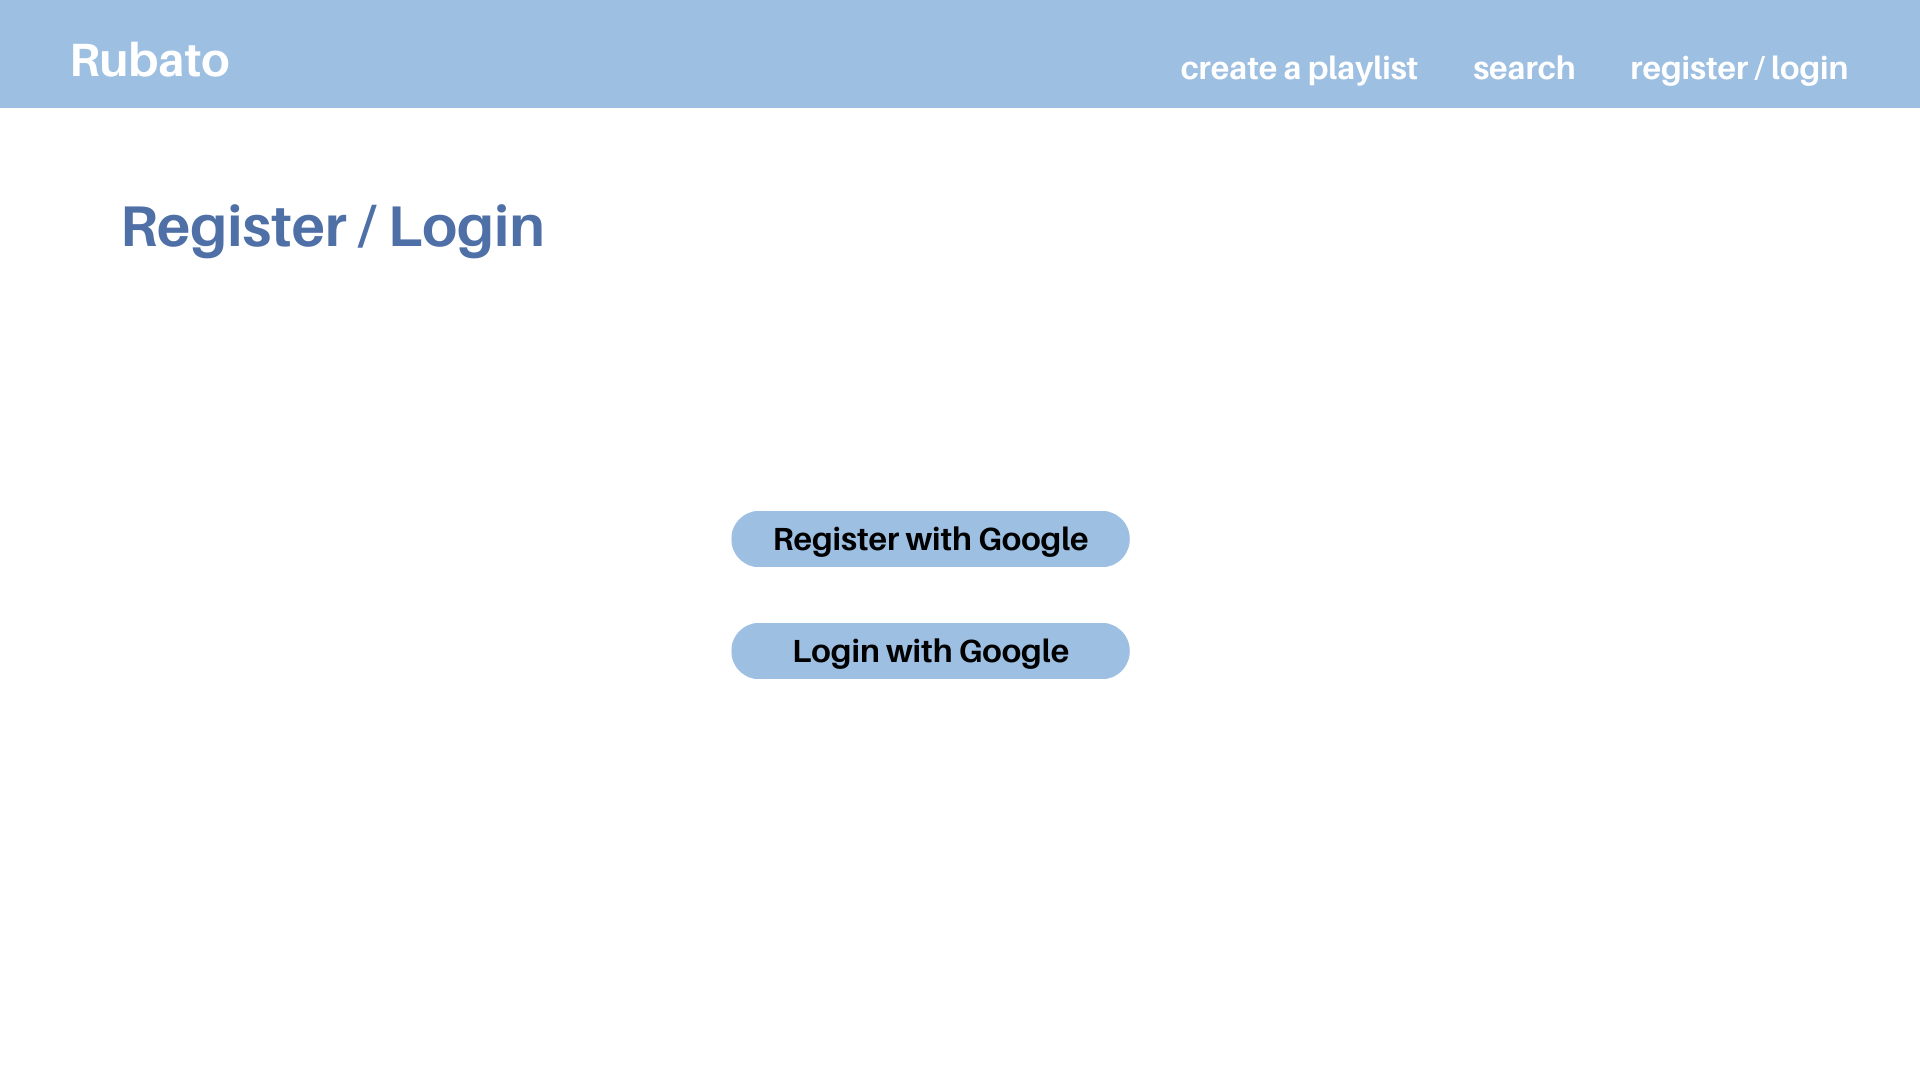 Rubato
create a playlist search register / login
Register / Login
Register with Google
Login with Google